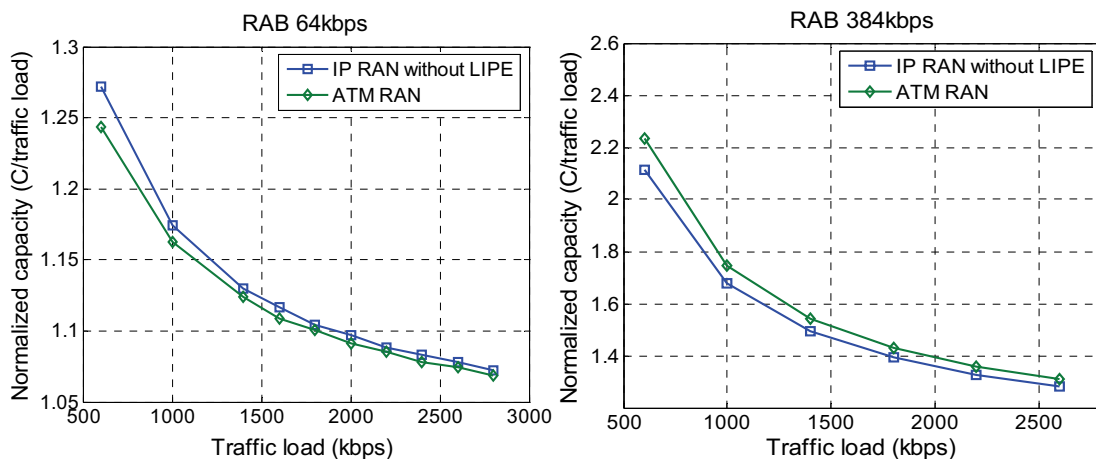 RAB 64kbps
1.3
1.25
1.2
1.15
1.1
1.05
Normalized capacity (C/traffic load)
IP RAN without LIPE
ATM RAN
500 1000 1500 2000 2500 3000
Traffic load (kbps)
RAB 384kbps
2.6
2.4
2.2
2
1.8
1.6
1.4
Normalized capacity (C/traffic load)
IP RAN without LIPE
ATM RAN
500 1000 1500 2000 2500
Traffic load (kbps)